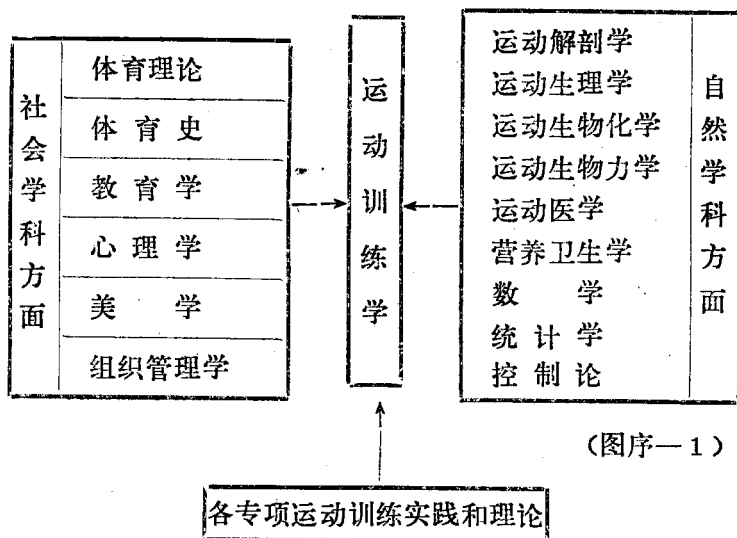 社会学科方面
体育理论
体育史
教育学
心理学
美学
组织管理学
运动训练学
运动解剖学
运动生理学
运动生物化学
运动生物力学
运动医学
营养卫生学
数学
统计学
控制论
自然学科方面
（图序—1）
各专项运动训练实践和理论